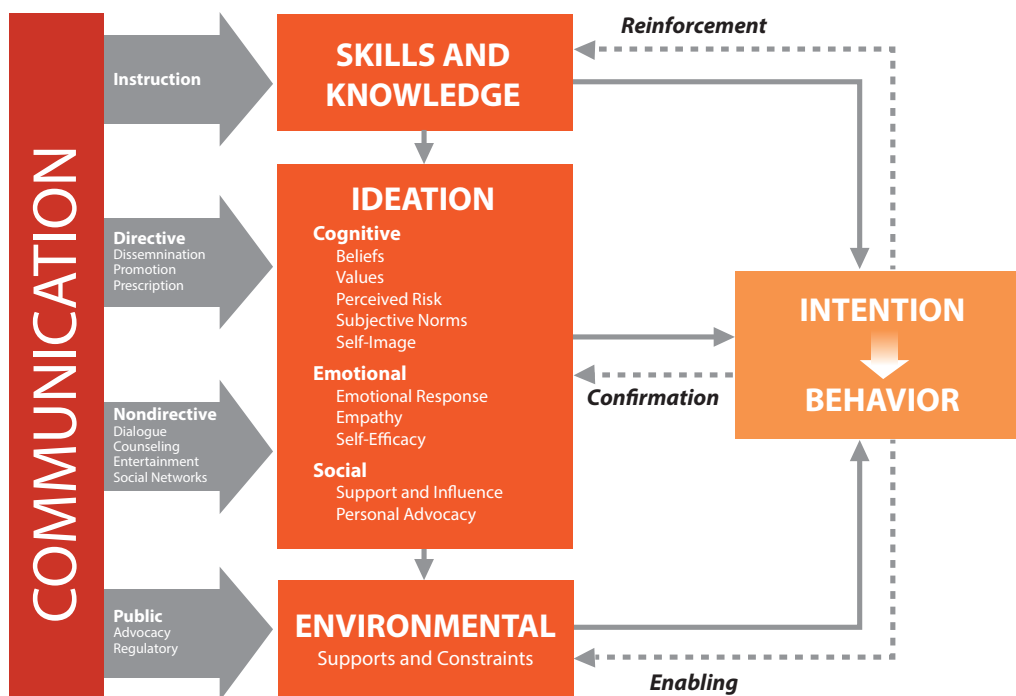 COMMUNICATION
Instruction
Directive
Dissemnination
Promotion
Prescription
Nondirective
Dialogue
Counseling
Entertainment
Social Networks
Public
Advocacy
Regulatory
SKILLS AND
KNOWLEDGE
IDEATION
Cognitive
Beliefs
Values
Perceived Risk
Subjective Norms
Self-Image
Emotional
Emotional Response
Empathy
Self-Efficacy
Social
Support and Influence
Personal Advocacy
ENVIRONMENTAL
Supports and Constraints
Reinforcement
Confirmation
Enabling
INTENTION
BEHAVIOR